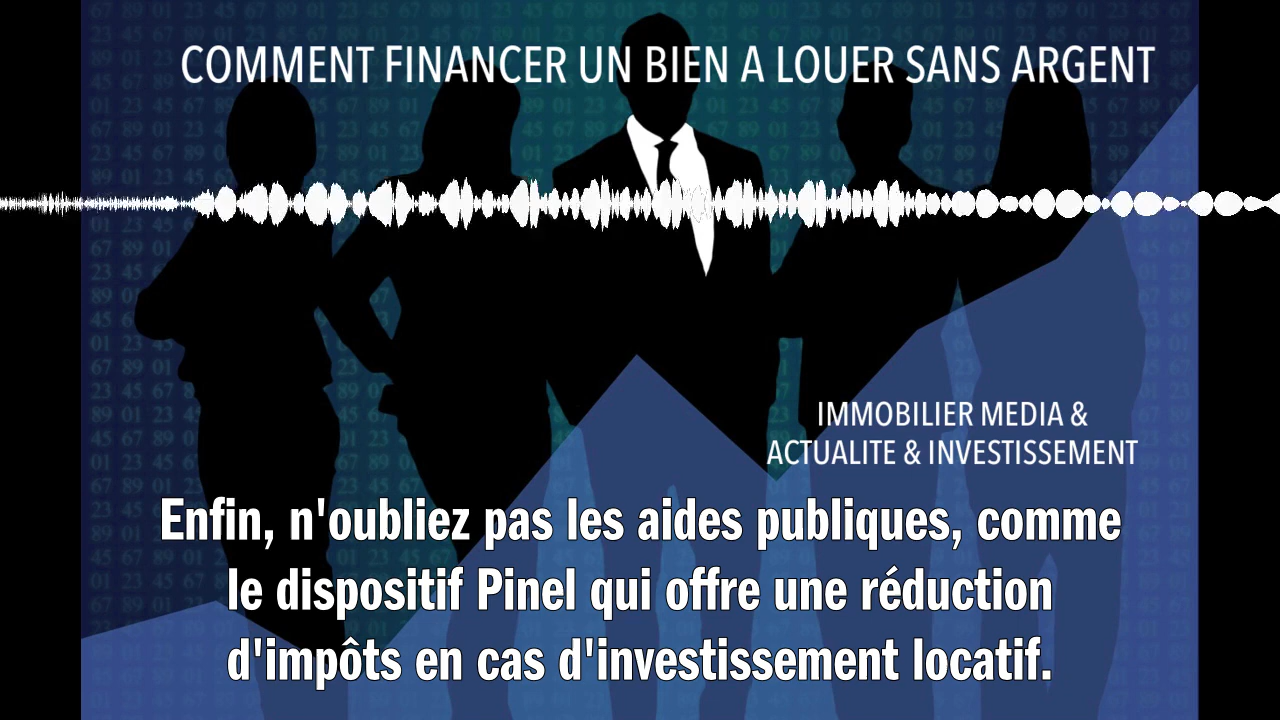 COMMENT FINANCER UN BIEN A LOUER SANS ARGENT
IMMOBILIER MEDIA &
ACTUALITE & INVESTISSEMENT
Enfin, n'oubliez pas les aides publiques, comme
le dispositif Pinel qui offre une réduction
d'impôts en cas d'investissement locatif.